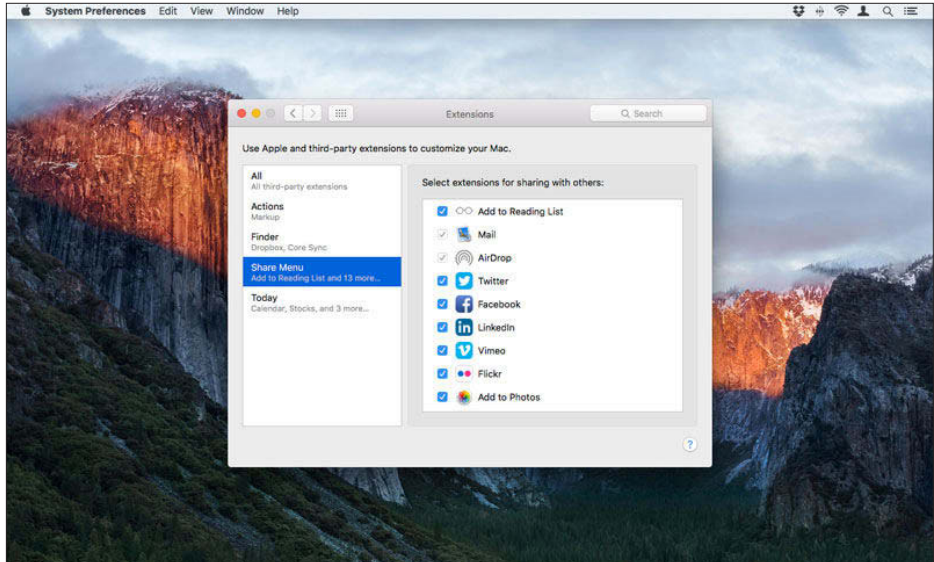 System Preferences Edit View Window Help
Extensions
Search
Use Apple and third-party extensions to customize your Mac.
All
All third-party extensions
Actions
Markup
Finder
Dropbox, Core Sync
Share Menu
Add to Reading List and 13 more...
Today
Calendar, Stocks, and 3 more...
Select extensions for sharing with others:
Add to Reading List
Mail
AirDrop
Twitter
Facebook
in LinkedIn
Vimeo
Flickr
Add to Photos
?